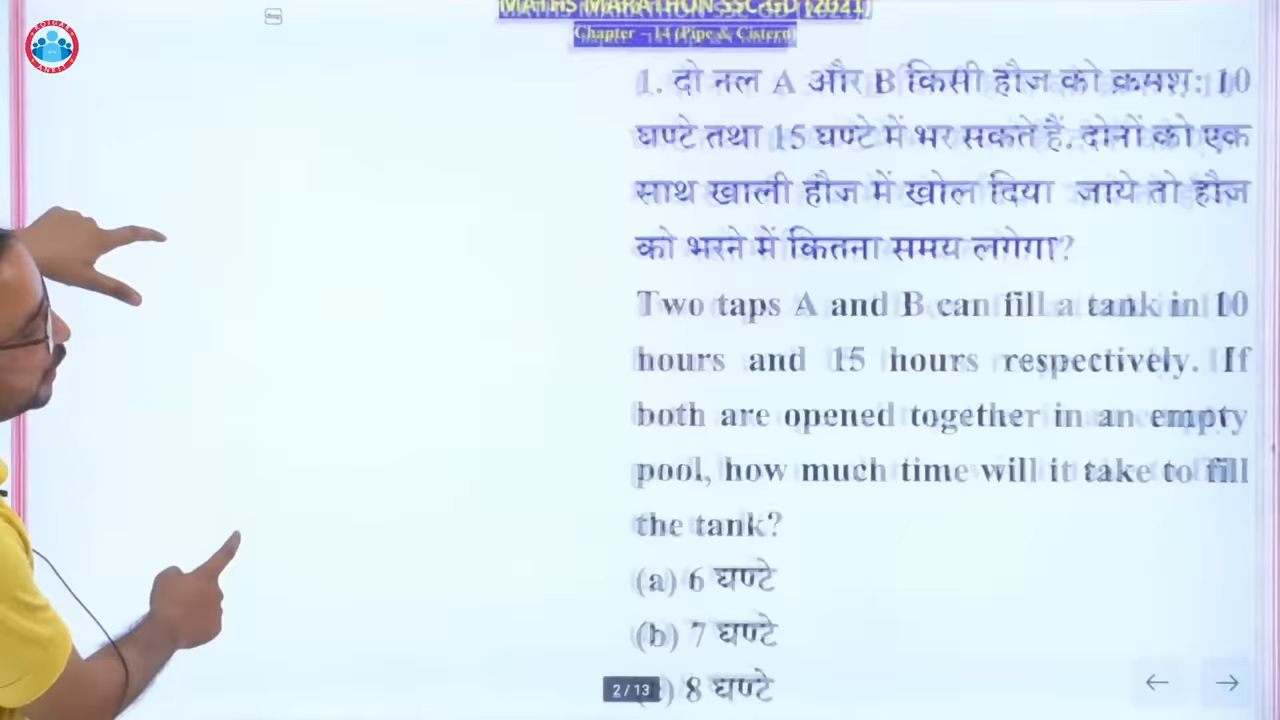 MATHS MARATHON SSC-GD (2021)
Chapter – 14 (Pipe & Cistern)
1. दो नल A और B किसी हौज को क्रमश: 10
घण्टे तथा 15 घण्टे में भर सकते हैं. दोनों को एक
साथ खाली हौज में खोल दिया जाये तो हौज
को भरने में कितना समय लगेगा?
Two taps A and B can fill a tank in 10
hours and 15 hours respectively. If
both are opened together in an empty
pool, how much time will it take to fill
the tank?
(a) 6 घण्टे
(b) 7 घण्टे
) 8 घण्टे
2 / 13
ANKIT